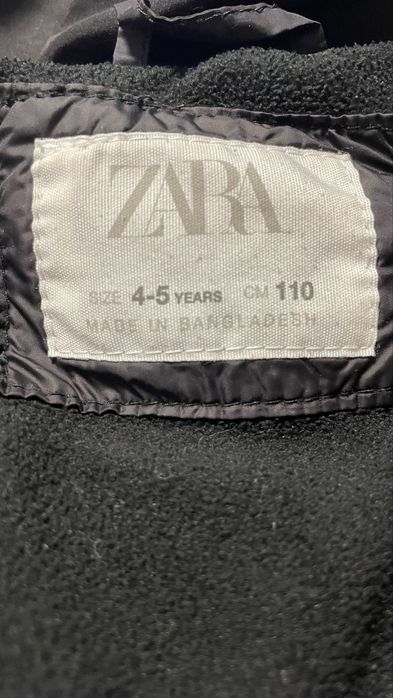 ZARA
SIZE 4-5 YEARS CM 110
MADE IN BANGLADESH